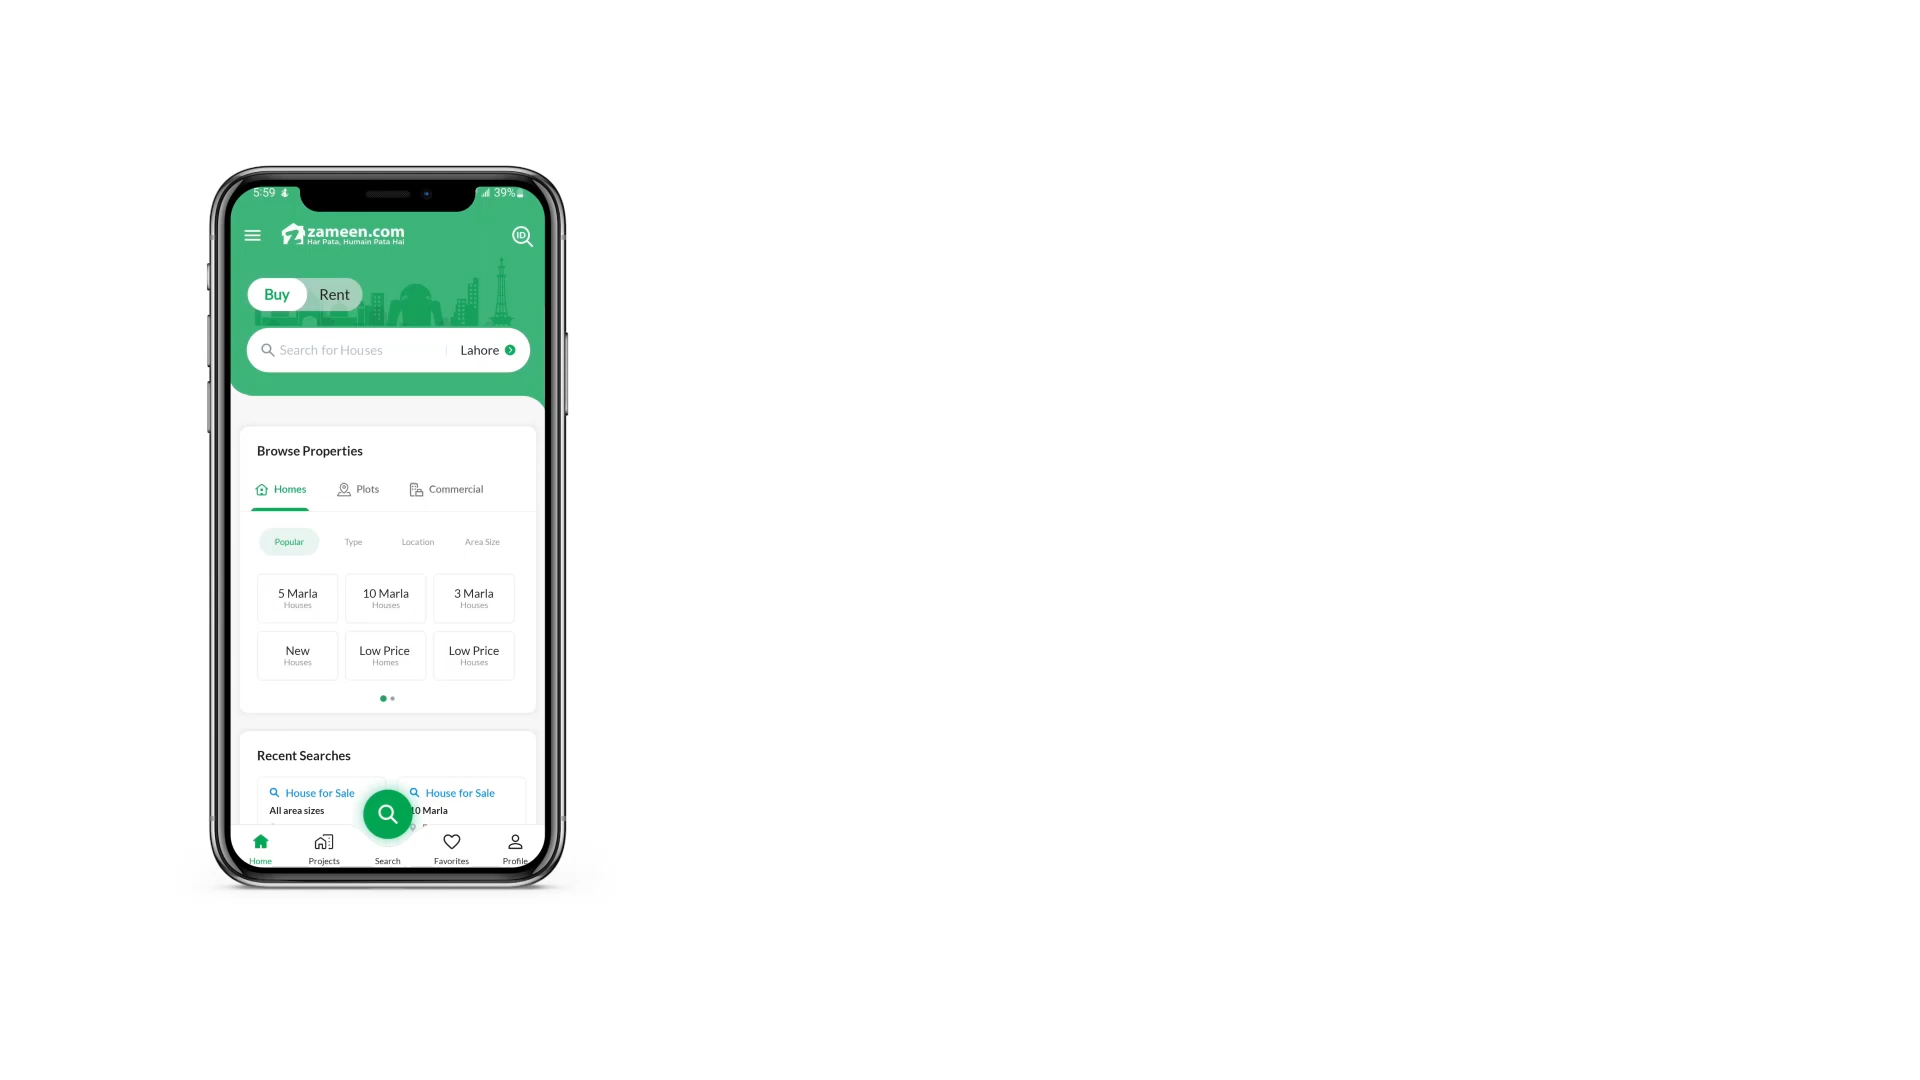 5:59
39%
zameen.com
Har Pata, Humain Pata Hai
ID
Buy Rent
Search for Houses Lahore
Browse Properties
Homes Plots Commercial
Popular Type Location Area Size
5 Marla 10 Marla 3 Marla
Houses Houses Houses
New Low Price Low Price
Houses Homes Houses
Recent Searches
House for Sale House for Sale
All area sizes 10 Marla
Home Projects Search Favorites Profile